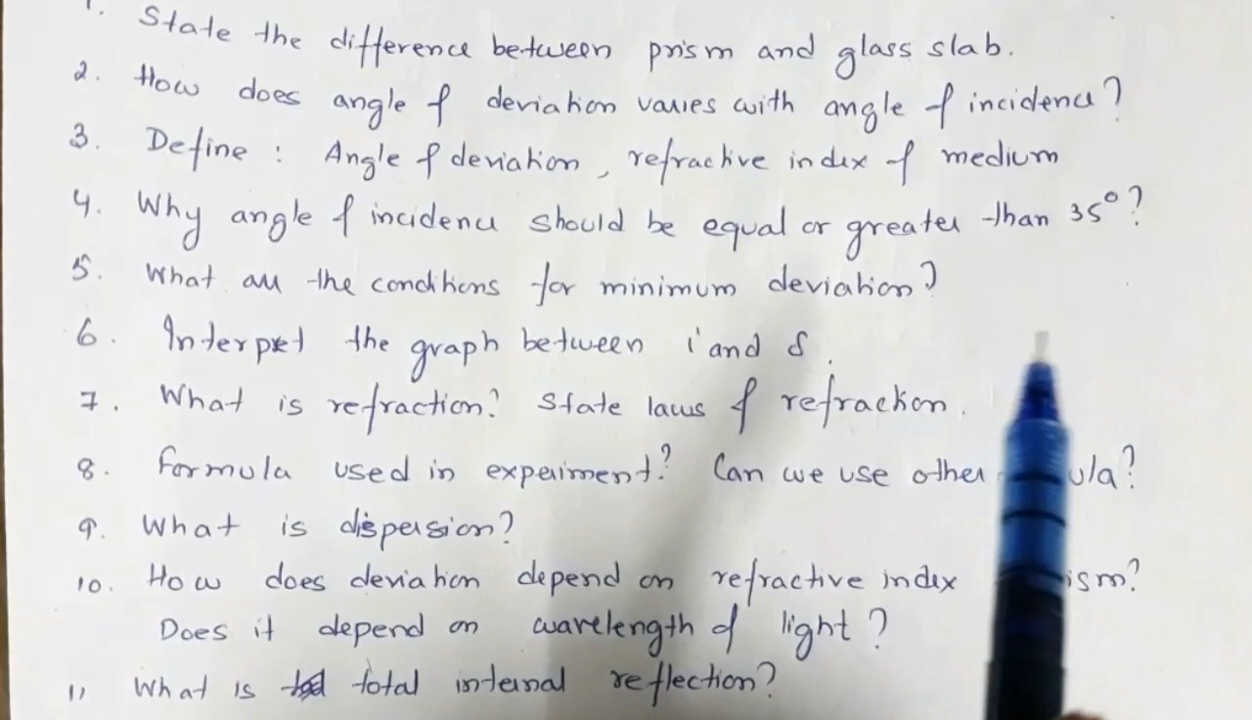 1. State the difference between prism and glass slab.
2. How does angle of deviation varies with angle of incidence?
3. Define : Angle of deviation, refractive index of medium
4. Why angle of incidence should be equal or greater than 35°?
5. What are the conditions for minimum deviation?
6. Interpret the graph between i and δ.
7. What is refraction? State laws of refraction.
8. Formula used in experiment? Can we use other ula?
9. What is dispersion?
10. How does deviation depend on refractive index ism?
Does it depend on wavelength of light?
11 What is total internal reflection?